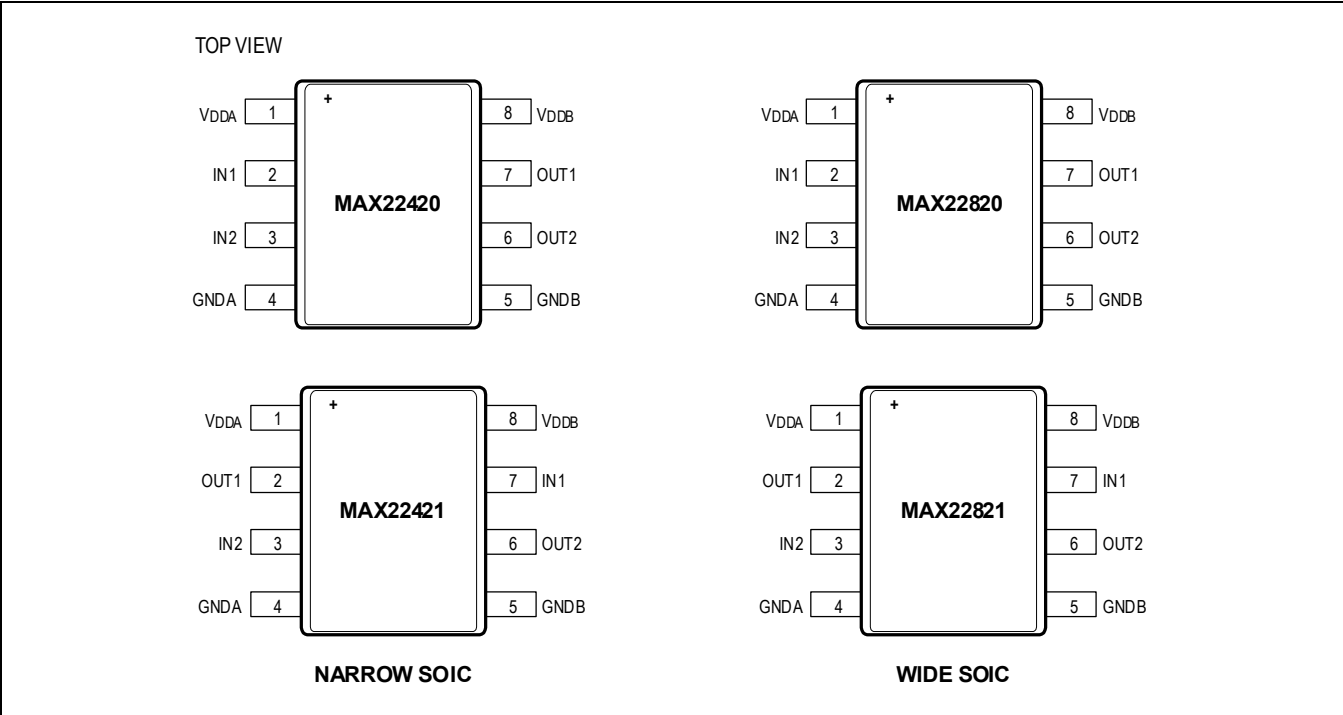 TOP VIEW
VDDA 1 + 8 VDDB
IN1 2 7 OUT1
MAX22420
IN2 3 6 OUT2
GNDA 4 5 GNDB
VDDA 1 + 8 VDDB
IN1 2 7 OUT1
MAX22820
IN2 3 6 OUT2
GNDA 4 5 GNDB
VDDA 1 + 8 VDDB
OUT1 2 7 IN1
MAX22421
IN2 3 6 OUT2
GNDA 4 5 GNDB
NARROW SOIC
VDDA 1 + 8 VDDB
OUT1 2 7 IN1
MAX22821
IN2 3 6 OUT2
GNDA 4 5 GNDB
WIDE SOIC